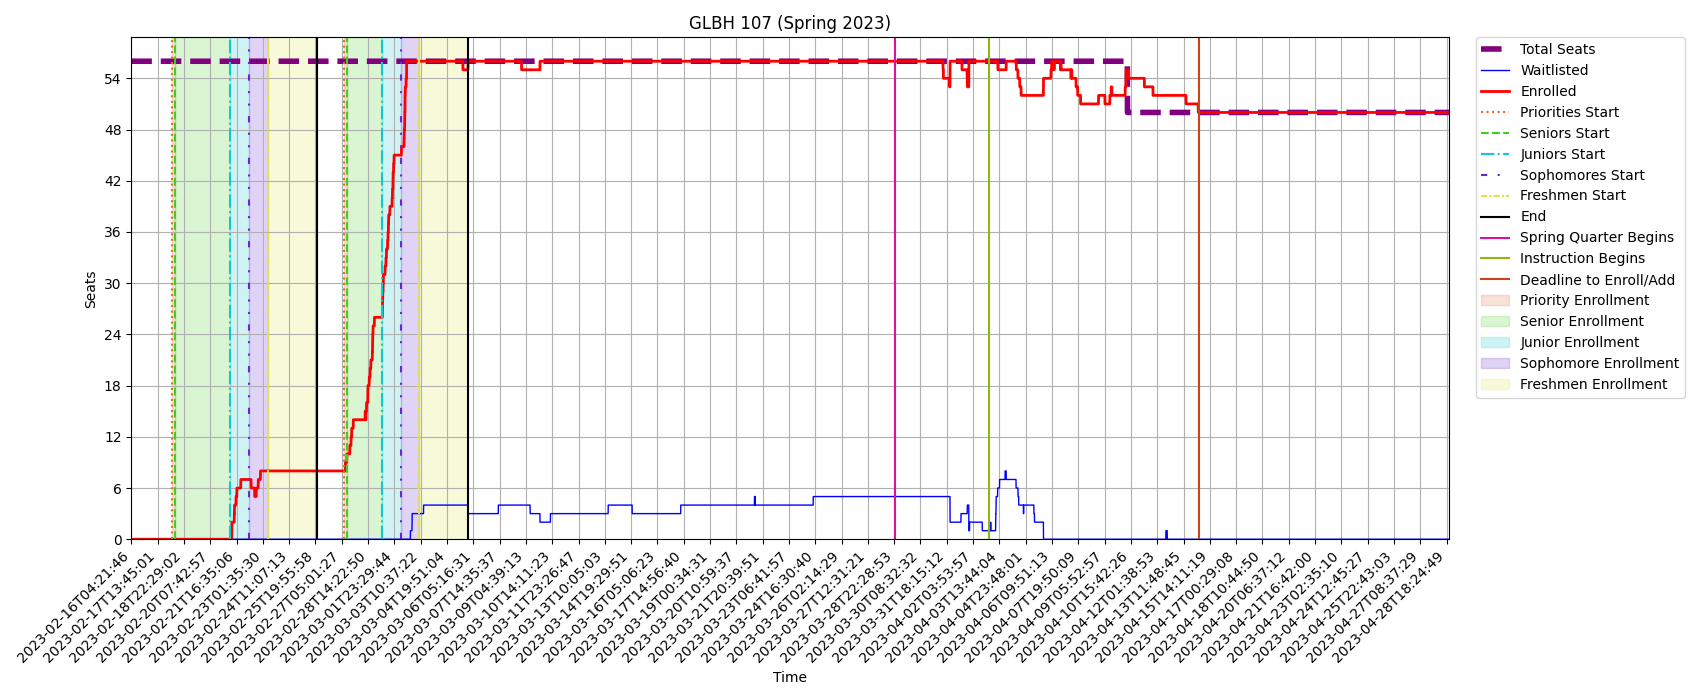 GLBH 107 (Spring 2023)
Seats
54
48
42
36
30
24
18
12
6
0
2023-02-16T04:21:46
2023-02-17T13:45:01
2023-02-18T22:29:02
2023-02-20T07:42:57
2023-02-21T16:35:06
2023-02-23T01:35:30
2023-02-24T11:07:13
2023-02-25T19:55:58
2023-02-27T05:01:27
2023-02-28T14:22:50
2023-03-01T23:29:44
2023-03-03T10:37:22
2023-03-04T19:51:04
2023-03-06T05:16:31
2023-03-07T14:35:37
2023-03-09T04:39:13
2023-03-10T14:11:23
2023-03-11T23:26:47
2023-03-13T10:05:03
2023-03-14T19:29:51
2023-03-16T05:06:23
2023-03-17T14:56:40
2023-03-19T00:34:31
2023-03-20T10:59:37
2023-03-21T20:39:51
2023-03-23T06:41:57
2023-03-24T16:30:40
2023-03-26T02:14:29
2023-03-27T12:31:21
2023-03-28T22:28:53
2023-03-30T08:32:32
2023-03-31T18:15:12
2023-04-02T03:53:57
2023-04-03T13:44:04
2023-04-04T23:48:01
2023-04-06T09:51:13
2023-04-07T19:50:09
2023-04-09T05:52:57
2023-04-10T15:42:26
2023-04-12T01:38:53
2023-04-13T11:48:45
2023-04-15T14:11:19
2023-04-17T00:29:08
2023-04-18T10:44:50
2023-04-20T06:37:12
2023-04-21T16:42:00
2023-04-23T02:35:10
2023-04-24T12:45:27
2023-04-25T22:43:03
2023-04-27T08:37:29
2023-04-28T18:24:49
Time
Total Seats
Waitlisted
Enrolled
Priorities Start
Seniors Start
Juniors Start
Sophomores Start
Freshmen Start
End
Spring Quarter Begins
Instruction Begins
Deadline to Enroll/Add
Priority Enrollment
Senior Enrollment
Junior Enrollment
Sophomore Enrollment
Freshmen Enrollment